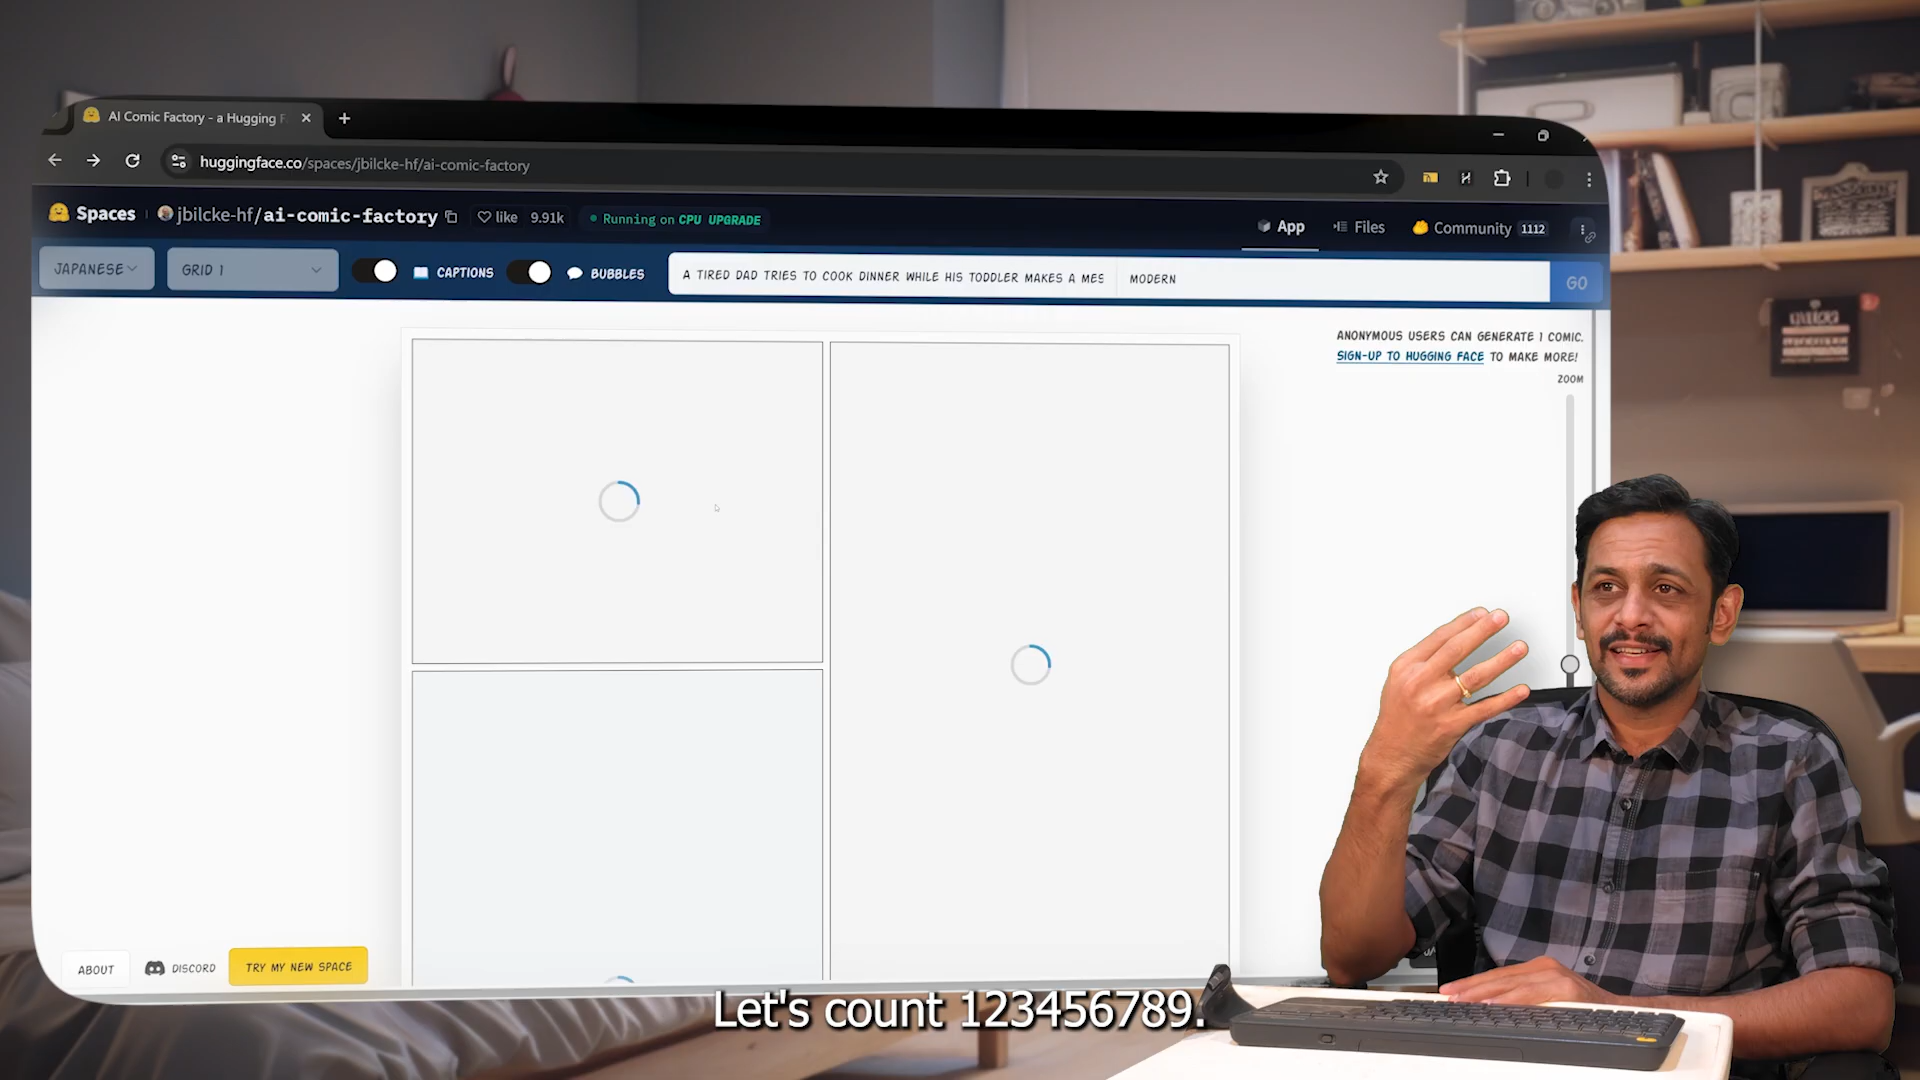 AI Comic Factory - a Hugging F
huggingface.co/spaces/jbilcke-hf/ai-comic-factory
Spaces jbilcke-hf/ai-comic-factory like 9.91k Running on CPU UPGRADE App Files Community 1112
JAPANESE GRID 1 CAPTIONS BUBBLES A TIRED DAD TRIES TO COOK DINNER WHILE HIS TODDLER MAKES A MES MODERN GO
ANONYMOUS USERS CAN GENERATE 1 COMIC.
SIGN-UP TO HUGGING FACE TO MAKE MORE!
ZOOM
ABOUT DISCORD TRY MY NEW SPACE
Let's count 123456789.